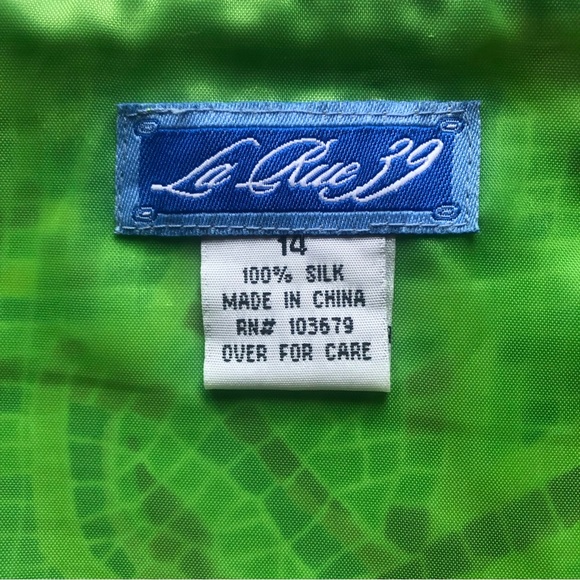 La Rue 39
14
100% SILK
MADE IN CHINA
RN# 103679
OVER FOR CARE